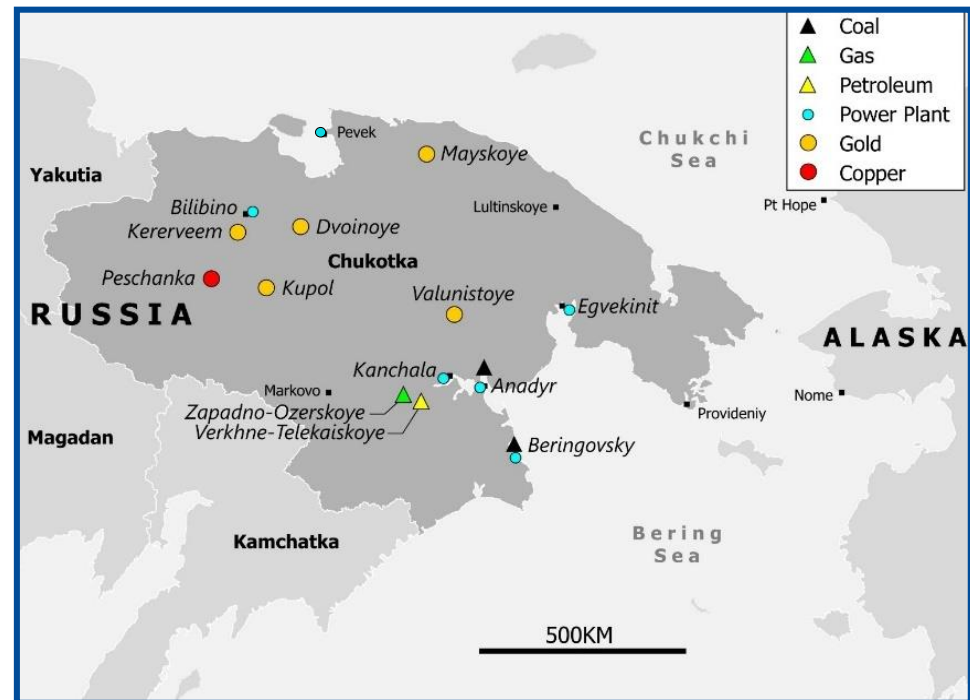 Coal
Gas
Petroleum
Power Plant
Gold
Copper
Chukchi
Sea
Pevek
Mayskoye
Yakutia
Pt Hope
Bilibino
Lultinskoye
Kererveem
Dvoinoye
Chukotka
Peschanka
Kupol
Valunistoye
Egvekinit
RUSSIA
ALASKA
Kanchala
Anadyr
Markovo
Nome
Zapadno-Ozerskoye
Provideniy
Verkhne-Telekaiskoye
Magadan
Beringovsky
Kamchatka
Bering
Sea
500KM